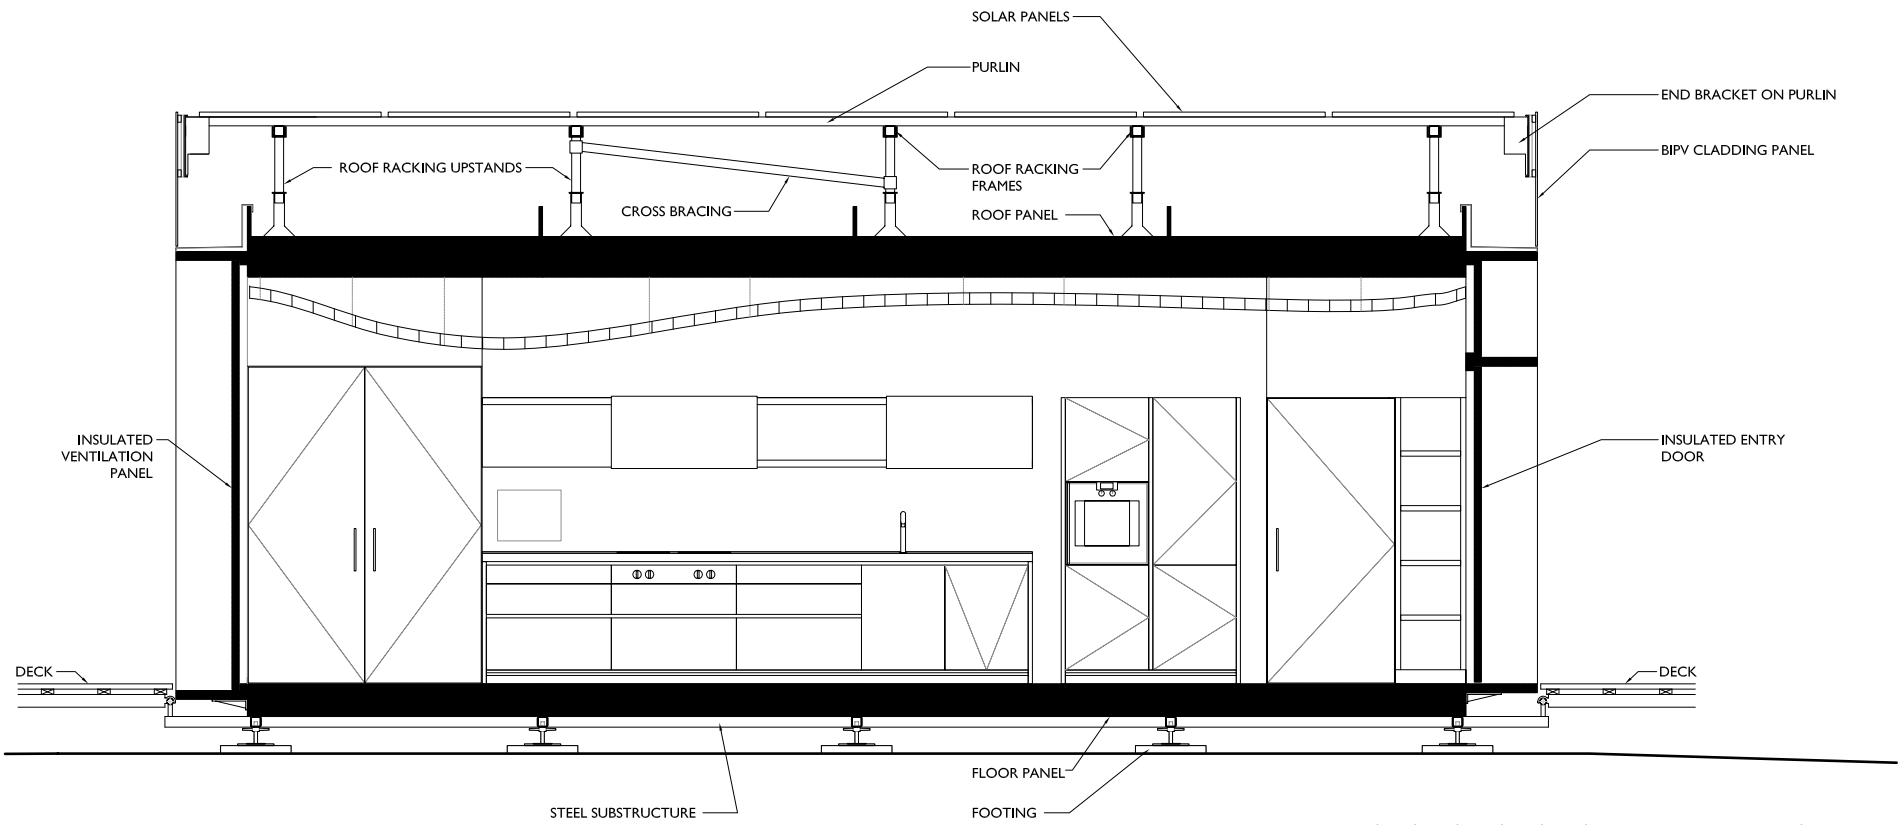 SOLAR PANELS
PURLIN
END BRACKET ON PURLIN
BIPV CLADDING PANEL
ROOF RACKING UPSTANDS
ROOF RACKING
FRAMES
CROSS BRACING
ROOF PANEL
INSULATED
VENTILATION
PANEL
INSULATED ENTRY
DOOR
DECK
DECK
FLOOR PANEL
STEEL SUBSTRUCTURE
FOOTING